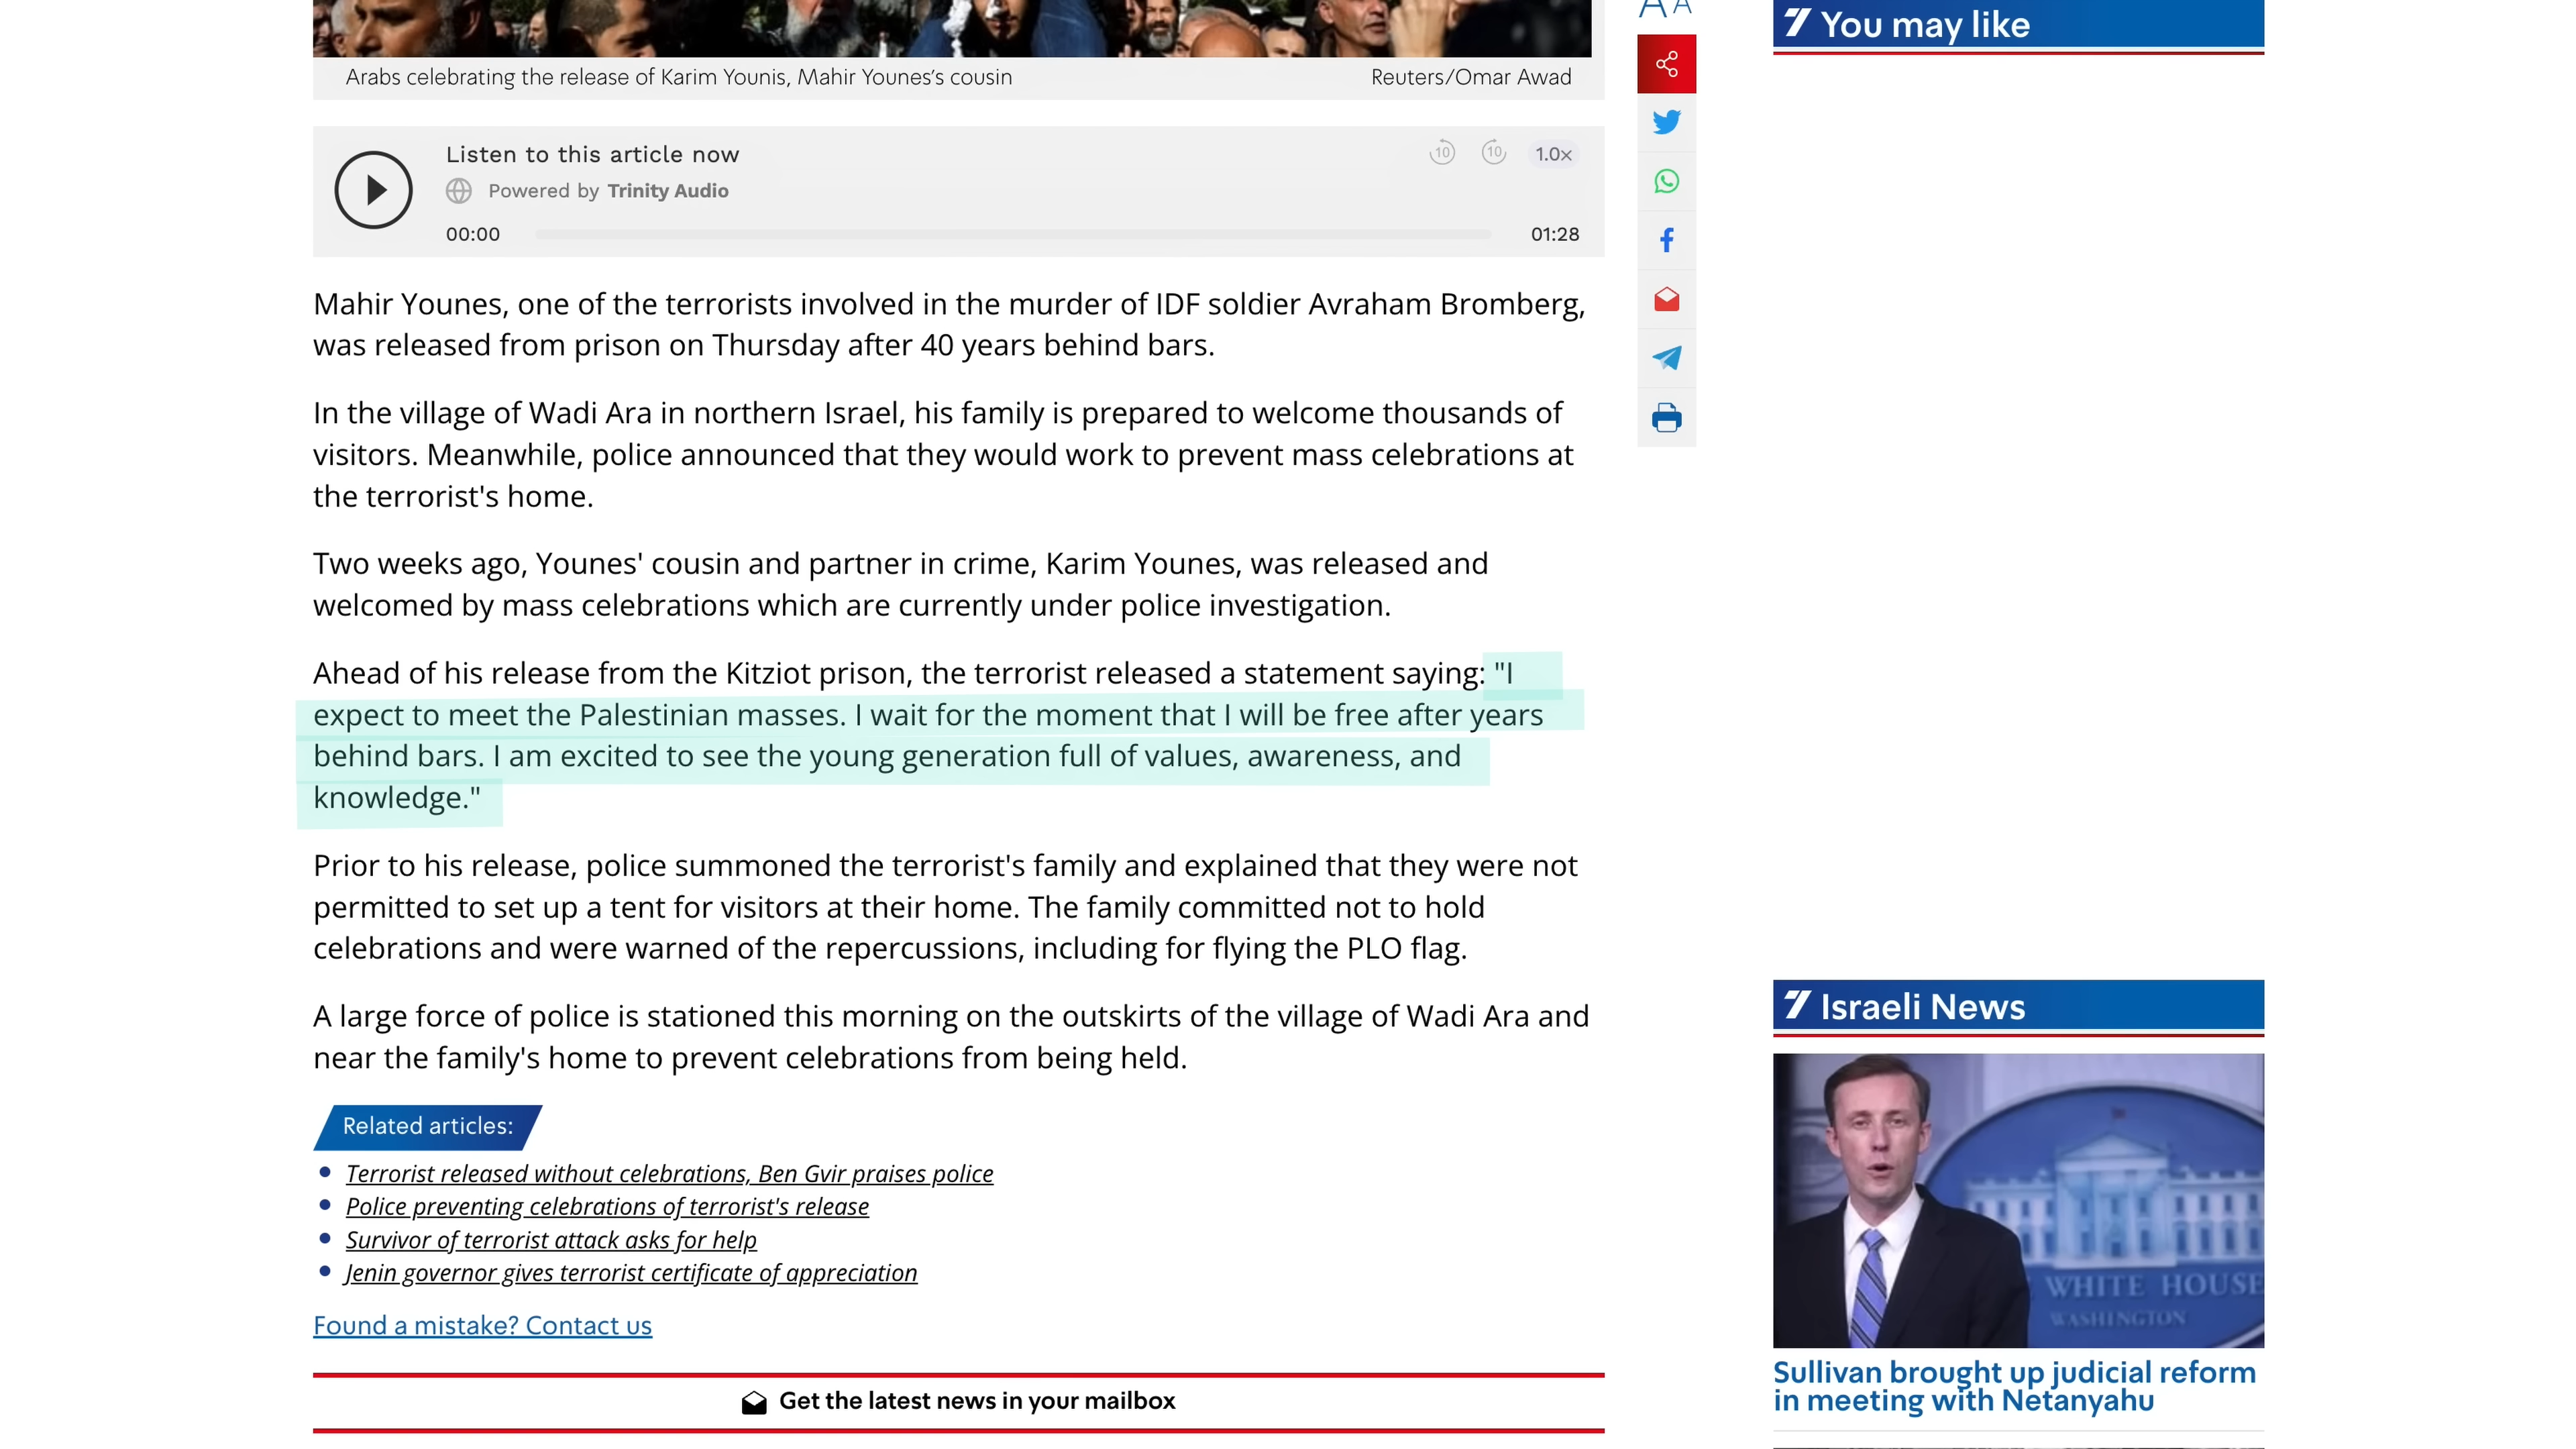 A A
You may like
Arabs celebrating the release of Karim Younis, Mahir Younes's cousin
Reuters/Omar Awad
Listen to this article now
10
10
1.0×
Powered by Trinity Audio
00:00
01:28
Mahir Younes, one of the terrorists involved in the murder of IDF soldier Avraham Bromberg,
was released from prison on Thursday after 40 years behind bars.
In the village of Wadi Ara in northern Israel, his family is prepared to welcome thousands of
visitors. Meanwhile, police announced that they would work to prevent mass celebrations at
the terrorist's home.
Two weeks ago, Younes' cousin and partner in crime, Karim Younes, was released and
welcomed by mass celebrations which are currently under police investigation.
Ahead of his release from the Kitziot prison, the terrorist released a statement saying: "I
expect to meet the Palestinian masses. I wait for the moment that I will be free after years
behind bars. I am excited to see the young generation full of values, awareness, and
knowledge."
Prior to his release, police summoned the terrorist's family and explained that they were not
permitted to set up a tent for visitors at their home. The family committed not to hold
celebrations and were warned of the repercussions, including for flying the PLO flag.
A large force of police is stationed this morning on the outskirts of the village of Wadi Ara and
near the family's home to prevent celebrations from being held.
Related articles:
Terrorist released without celebrations, Ben Gvir praises police
Police preventing celebrations of terrorist's release
Survivor of terrorist attack asks for help
Jenin governor gives terrorist certificate of appreciation
Found a mistake? Contact us
Get the latest news in your mailbox
Israeli News
WHITE HOUSE
WASHINGTON
Sullivan brought up judicial reform
in meeting with Netanyahu